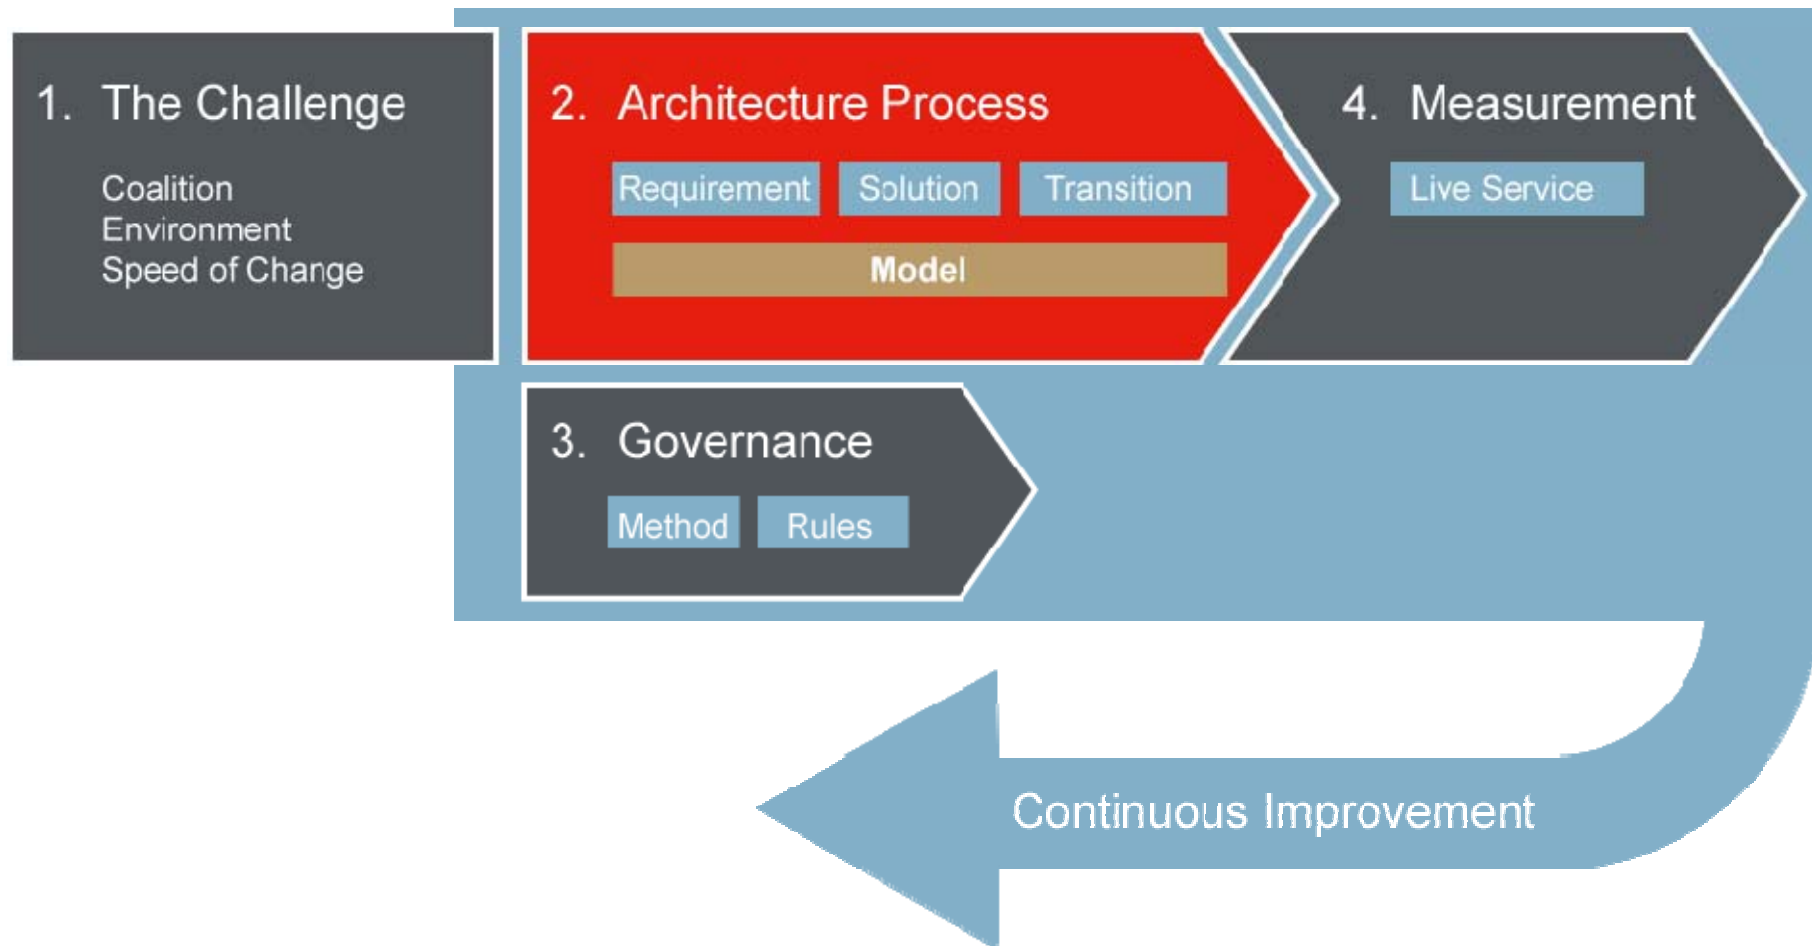 1. The Challenge
Coalition
Environment
Speed of Change
2. Architecture Process
Requirement
Solution
Transition
Model
4. Measurement
Live Service
3. Governance
Method
Rules
Continuous Improvement